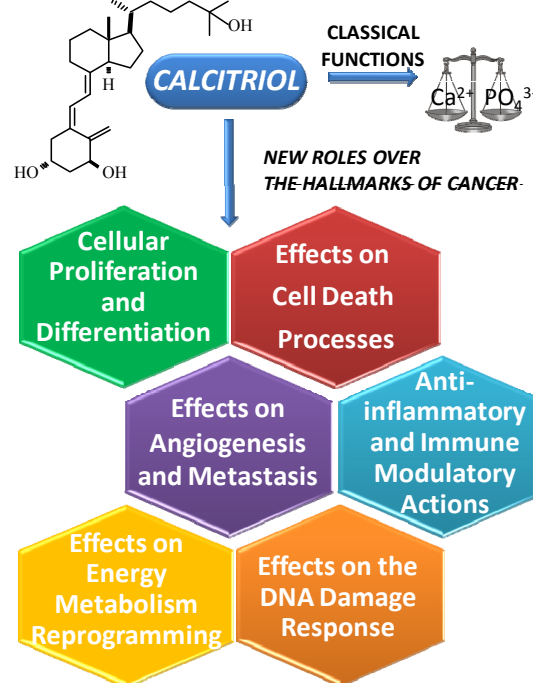 OH
CALCITRIOL
CLASSICAL
FUNCTIONS
Ca²⁺ PO₄³⁻
H
HO
OH
NEW ROLES OVER
THE HALLMARKS OF CANCER
Cellular
Proliferation
and
Differentiation
Effects on
Cell Death
Processes
Effects on
Angiogenesis
and Metastasis
Anti-
inflammatory
and Immune
Modulatory
Actions
Effects on
Energy
Metabolism
Reprogramming
Effects on the
DNA Damage
Response